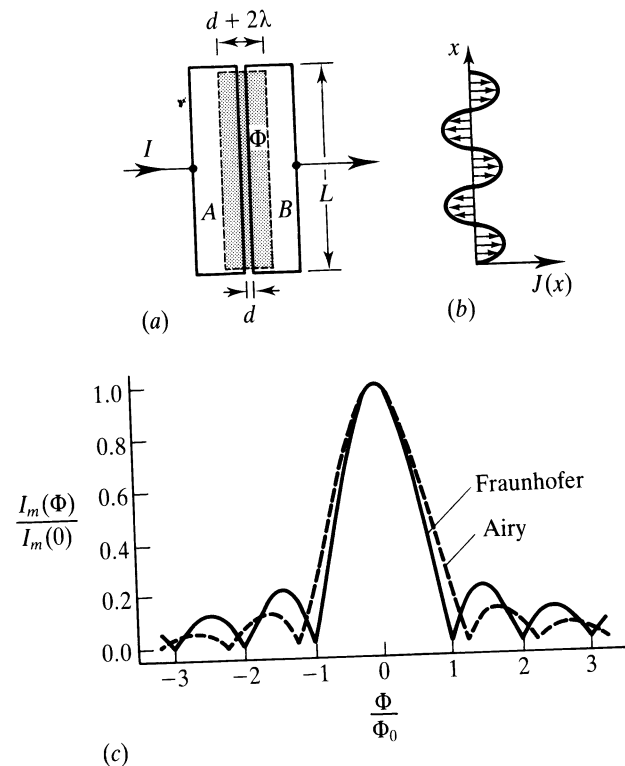 d + 2λ
I
Φ
A
B
L
d
(a)
x
J(x)
(b)
1.0
0.8
0.6
0.4
0.2
0.0
I_m(Φ)
I_m(0)
Fraunhofer
Airy
−3 −2 −1 0 1 2 3
Φ
Φ₀
(c)